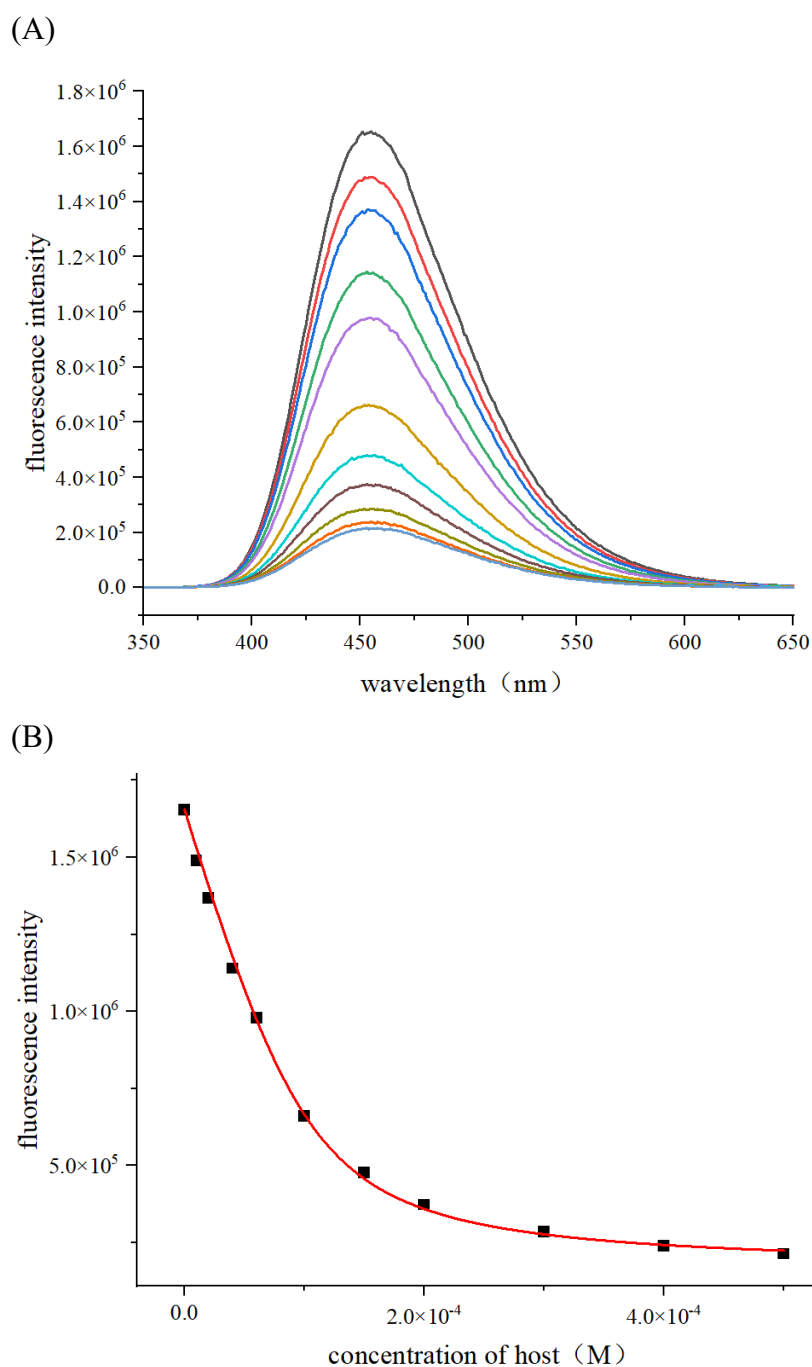 (A)
1.8×10⁶
1.6×10⁶
1.4×10⁶
1.2×10⁶
1.0×10⁶
8.0×10⁵
6.0×10⁵
4.0×10⁵
2.0×10⁵
0.0
fluorescence intensity
350 400 450 500 550 600 650
wavelength（nm）
(B)
1.5×10⁶
1.0×10⁶
5.0×10⁵
fluorescence intensity
0.0 2.0×10⁻⁴ 4.0×10⁻⁴
concentration of host（M）